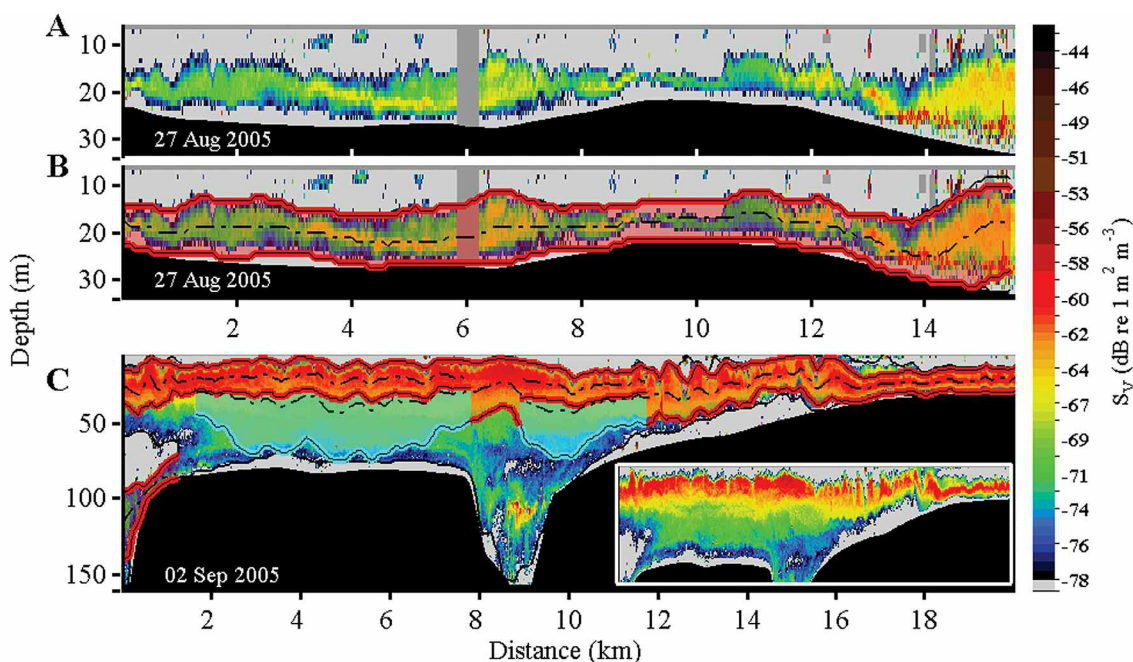 A
10
20
30
27 Aug 2005
B
10
20
30
27 Aug 2005
2 4 6 8 10 12 14
Depth (m)
C
50
100
150
02 Sep 2005
2 4 6 8 10 12 14 16 18
Distance (km)
-44
-46
-49
-51
-53
-56
-58
-60
-62
-65
-67
-69
-71
-74
-76
-78
Sv (dB re 1 m² m⁻³)